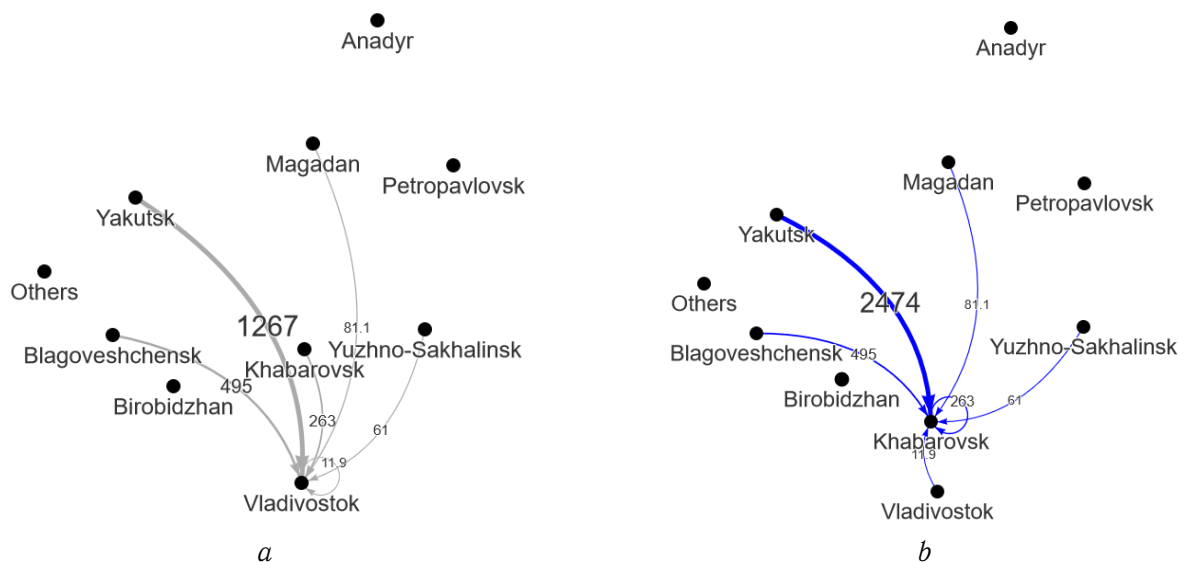 Anadyr
Magadan
Petropavlovsk
Yakutsk
Others
1267
81.1
Blagoveshchensk
Khabarovsk
Yuzhno-Sakhalinsk
495
Birobidzhan
263
61
11.9
Vladivostok
a
Anadyr
Magadan
Petropavlovsk
Yakutsk
Others
2474
81.1
Blagoveshchensk
495
Yuzhno-Sakhalinsk
Birobidzhan
263
61
Khabarovsk
11.9
Vladivostok
b